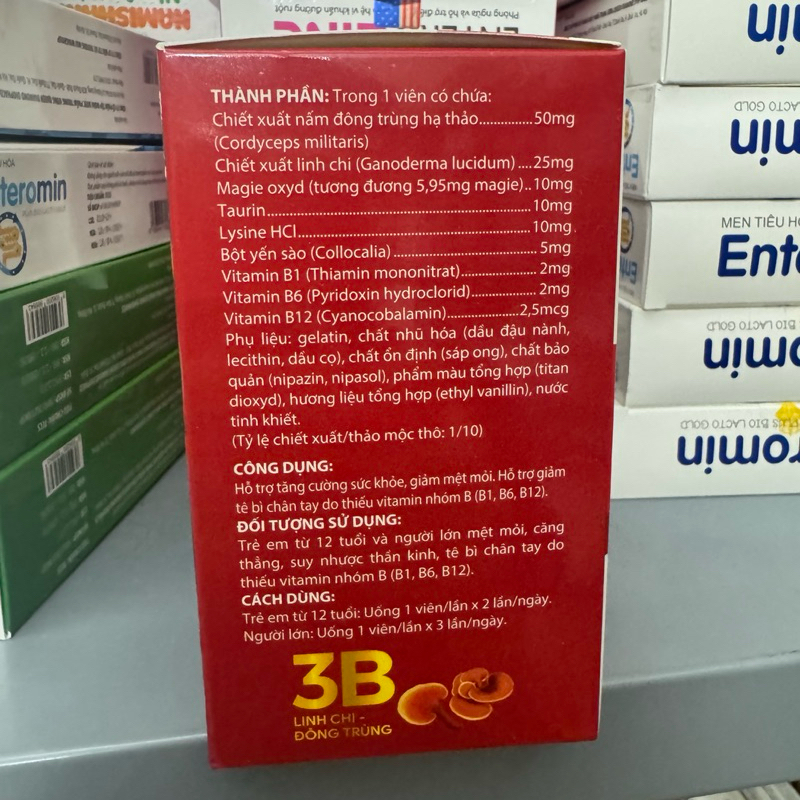 Phòng ngừa và hỗ trợ điều
THÀNH PHẦN: Trong 1 viên có chứa:
Chiết xuất nấm đông trùng hạ thảo...............50mg
(Cordyceps militaris)
Chiết xuất linh chi (Ganoderma lucidum) ....25mg
Magie oxyd (tương đương 5,95mg magie)..10mg
Taurin..................................................................10mg
Lysine HCl...........................................................10mg
Bột yến sào (Collocalia) ....................................5mg
Vitamin B1 (Thiamin mononitrat)....................2mg
Vitamin B6 (Pyridoxin hydroclorid)..................2mg
Vitamin B12 (Cyanocobalamin)..................2,5mcg
Phụ liệu: gelatin, chất nhũ hóa (dầu đậu nành,
lecithin, dầu cọ), chất ổn định (sáp ong), chất bảo
quản (nipazin, nipasol), phẩm màu tổng hợp (titan
dioxyd), hương liệu tổng hợp (ethyl vanillin), nước
tinh khiết.
(Tỷ lệ chiết xuất/thảo mộc thô: 1/10)
CÔNG DỤNG:
Hỗ trợ tăng cường sức khỏe, giảm mệt mỏi. Hỗ trợ giảm
tê bì chân tay do thiếu vitamin nhóm B (B1, B6, B12).
ĐỐI TƯỢNG SỬ DỤNG:
Trẻ em từ 12 tuổi và người lớn mệt mỏi, căng
thẳng, suy nhược thần kinh, tê bì chân tay do
thiếu vitamin nhóm B (B1, B6, B12).
CÁCH DÙNG:
Trẻ em từ 12 tuổi: Uống 1 viên/lần x 2 lần/ngày.
Người lớn: Uống 1 viên/lần x 3 lần/ngày.
3B
LINH CHI -
ĐÔNG TRÙNG
teromin
MEN TIÊU HÓ
Ente
BIO LACTO GOLD
romin